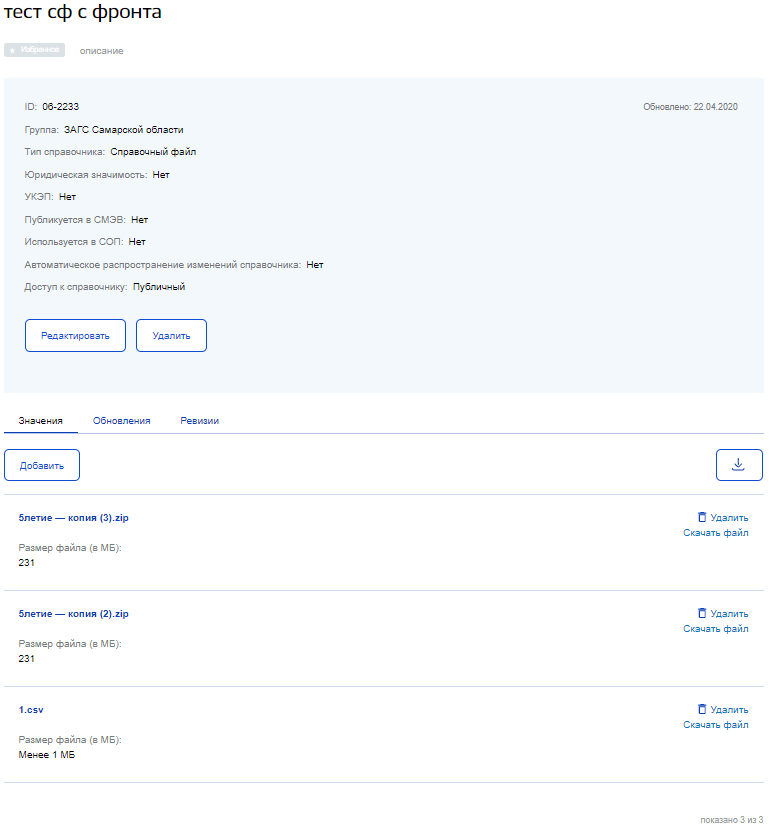 тест сф с фронта
★ Избранное описание
ID: 06-2233 Обновлено: 22.04.2020
Группа: ЗАГС Самарской области
Тип справочника: Справочный файл
Юридическая значимость: Нет
УКЭП: Нет
Публикуется в СМЭВ: Нет
Используется в СОП: Нет
Автоматическое распространение изменений справочника: Нет
Доступ к справочнику: Публичный
Редактировать Удалить
Значения Обновления Ревизии
Добавить
5летие — копия (3).zip Удалить
Скачать файл
Размер файла (в МБ):
231
5летие — копия (2).zip Удалить
Скачать файл
Размер файла (в МБ):
231
1.csv Удалить
Скачать файл
Размер файла (в МБ):
Менее 1 МБ
показано 3 из 3